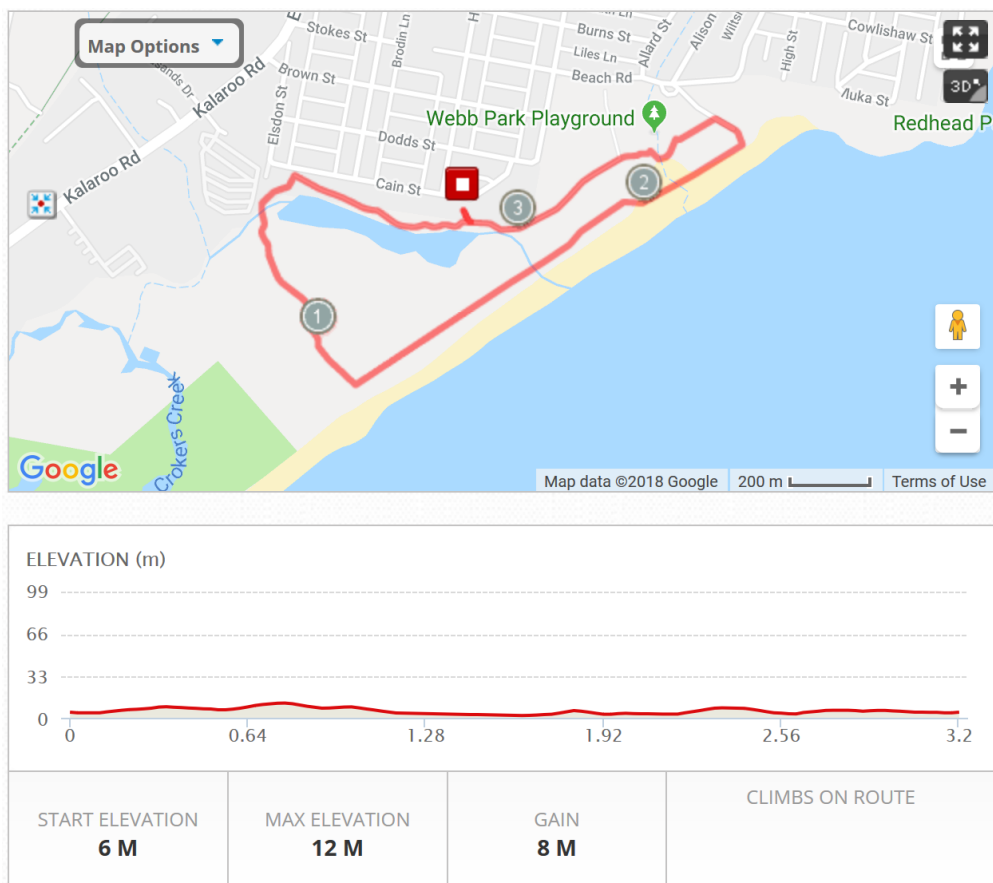 Map Options
Stokes St
Brodin Ln
Burns St
Liles Ln
Beach Rd
Allard St
Alison
Wilts
High St
Cowlishaw St
3D
Kalaroo Rd
Brown St
Elsdon St
Webb Park Playground
Auka St
Redhead P
Dodds St
Kalaroo Rd
Cain St
2
3
1
+
−
Crokers Creek
Google
Map data ©2018 Google
200 m
Terms of Use
ELEVATION (m)
99
66
33
0
0 0.64 1.28 1.92 2.56 3.2
START ELEVATION
6 M
MAX ELEVATION
12 M
GAIN
8 M
CLIMBS ON ROUTE